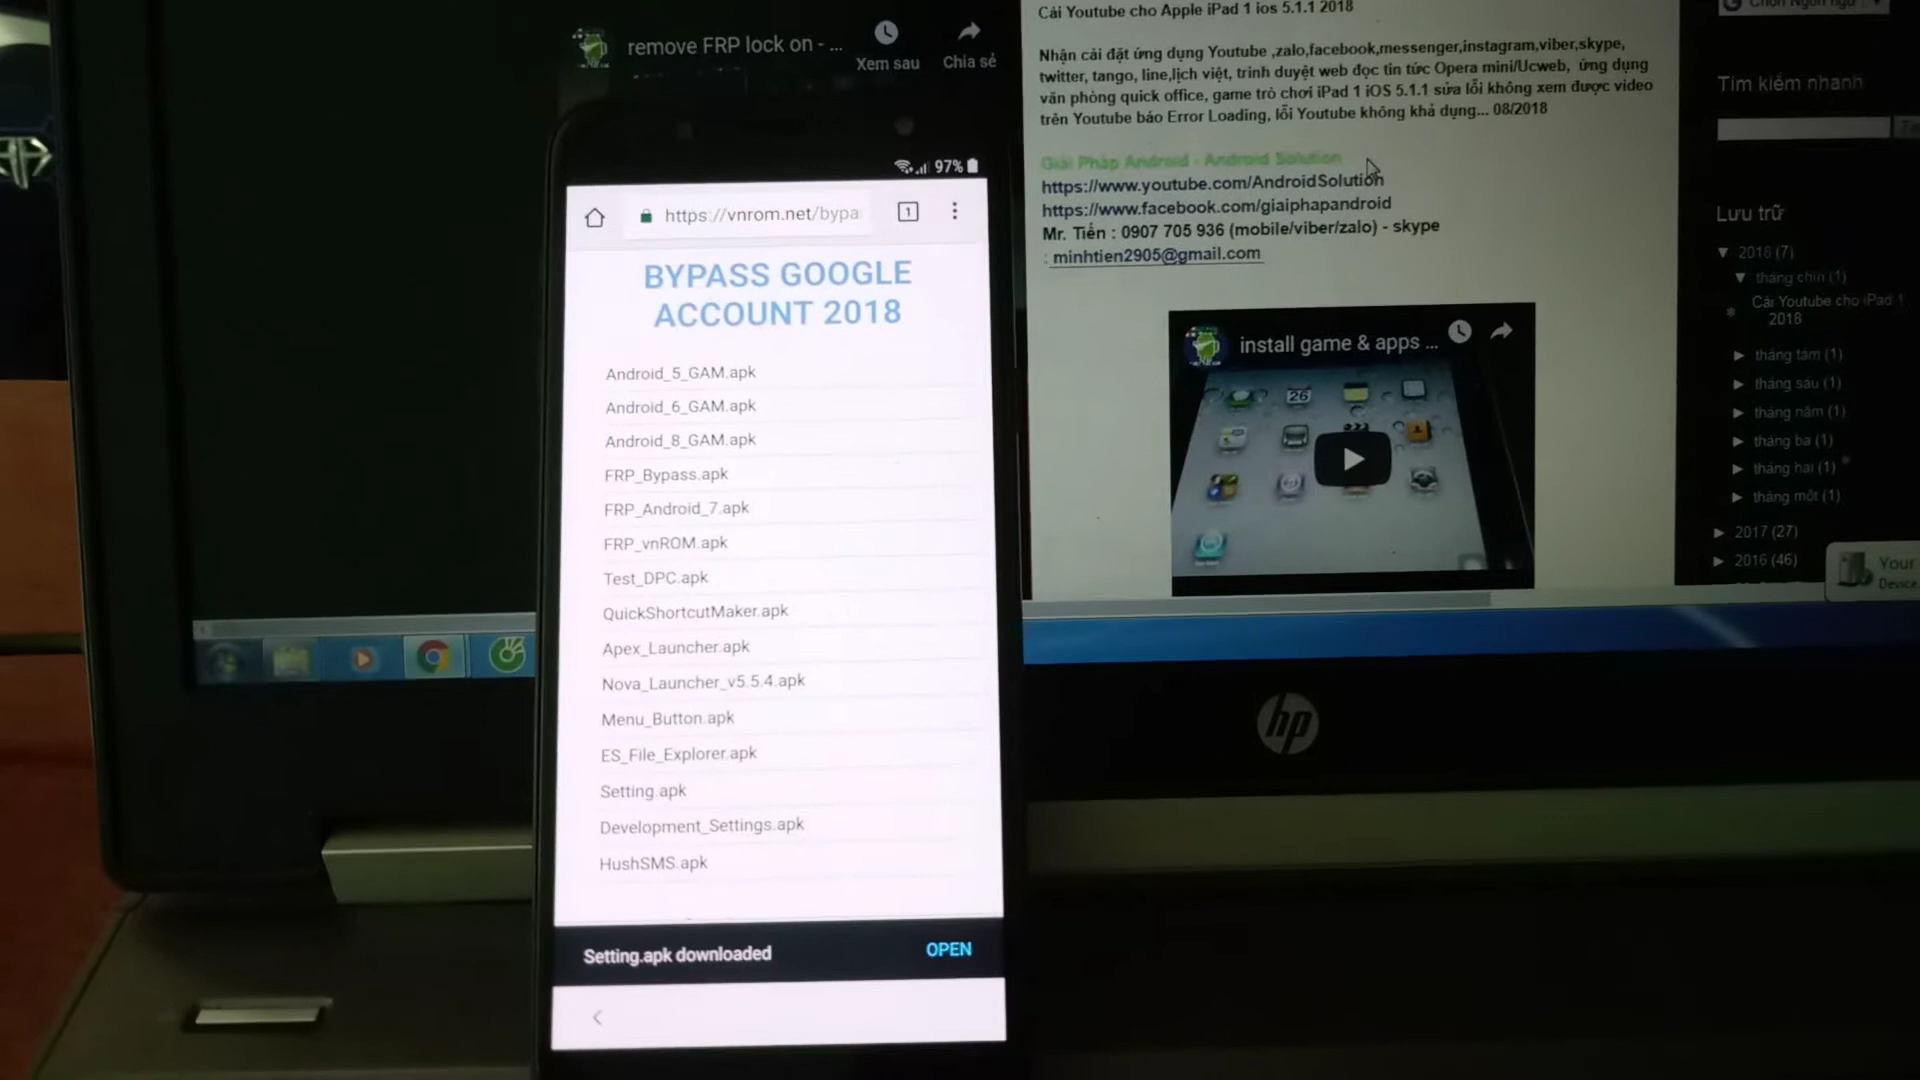 remove FRP lock on - ...
Xem sau
Chia sẻ
97%
https://vnrom.net/bypa
1
BYPASS GOOGLE
ACCOUNT 2018
Android_5_GAM.apk
Android_6_GAM.apk
Android_8_GAM.apk
FRP_Bypass.apk
FRP_Android_7.apk
FRP_vnROM.apk
Test_DPC.apk
QuickShortcutMaker.apk
Apex_Launcher.apk
Nova_Launcher_v5.5.4.apk
Menu_Button.apk
ES_File_Explorer.apk
Setting.apk
Development_Settings.apk
HushSMS.apk
Setting.apk downloaded
OPEN
Cài Youtube cho Apple iPad 1 ios 5.1.1 2018
Nhận cài đặt ứng dụng Youtube ,zalo,facebook,messenger,instagram,viber,skype,
twitter, tango, line,lịch việt, trình duyệt web đọc tin tức Opera mini/Ucweb, ứng dụng
văn phòng quick office, game trò chơi iPad 1 iOS 5.1.1 sửa lỗi không xem được video
trên Youtube báo Error Loading, lỗi Youtube không khả dụng... 08/2018
Giải Pháp Android - Android Solution
https://www.youtube.com/AndroidSolution
https://www.facebook.com/giaiphapandroid
Mr. Tiến : 0907 705 936 (mobile/viber/zalo) - skype
: minhtien2905@gmail.com
install game & apps ...
26
Chọn Ngôn ngữ
Tìm kiếm nhanh
Lưu trữ
▼ 2018 (7)
▼ tháng chín (1)
Cài Youtube cho iPad 1
2018
► tháng tám (1)
► tháng sáu (1)
► tháng năm (1)
► tháng ba (1)
► tháng hai (1)
► tháng một (1)
► 2017 (27)
► 2016 (46)
Your
Device
hp